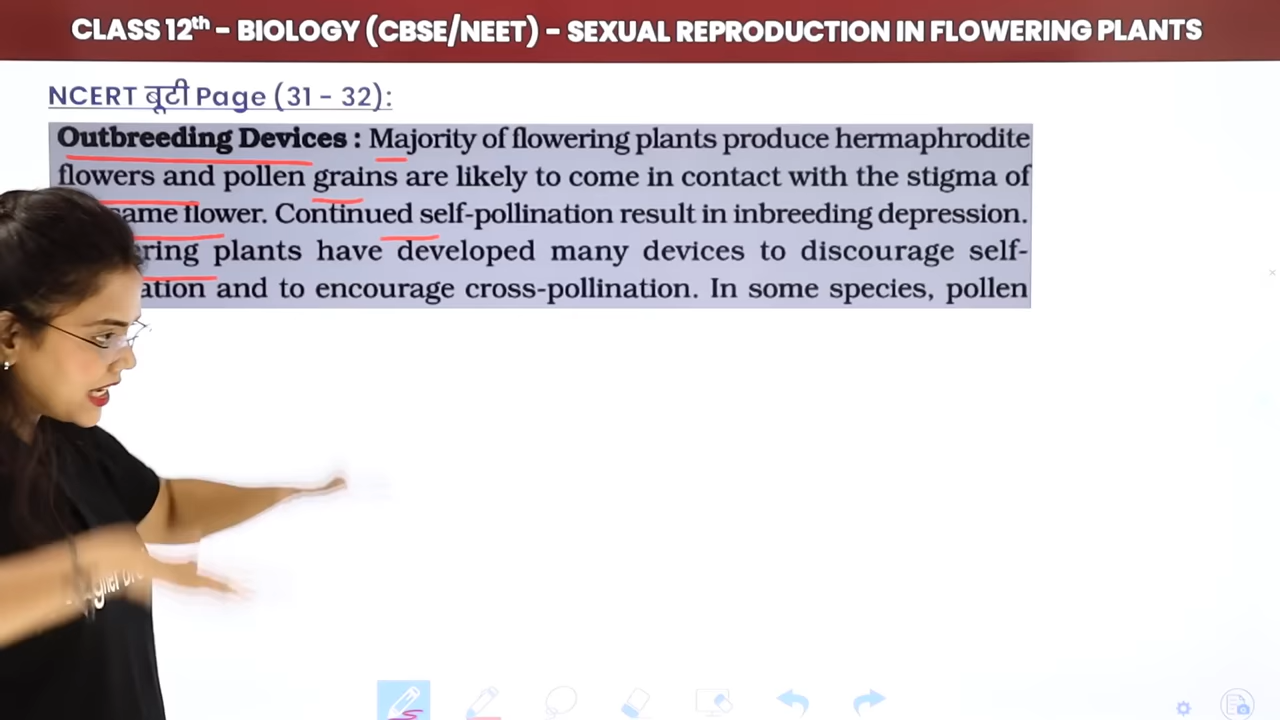 CLASS 12th – BIOLOGY (CBSE/NEET) – SEXUAL REPRODUCTION IN FLOWERING PLANTS
NCERT बूटी Page (31 - 32):
Outbreeding Devices : Majority of flowering plants produce hermaphrodite
flowers and pollen grains are likely to come in contact with the stigma of
same flower. Continued self-pollination result in inbreeding depression.
ring plants have developed many devices to discourage self-
ation and to encourage cross-pollination. In some species, pollen